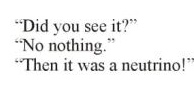 “Did you see it?”
“No nothing.”
“Then it was a neutrino!”